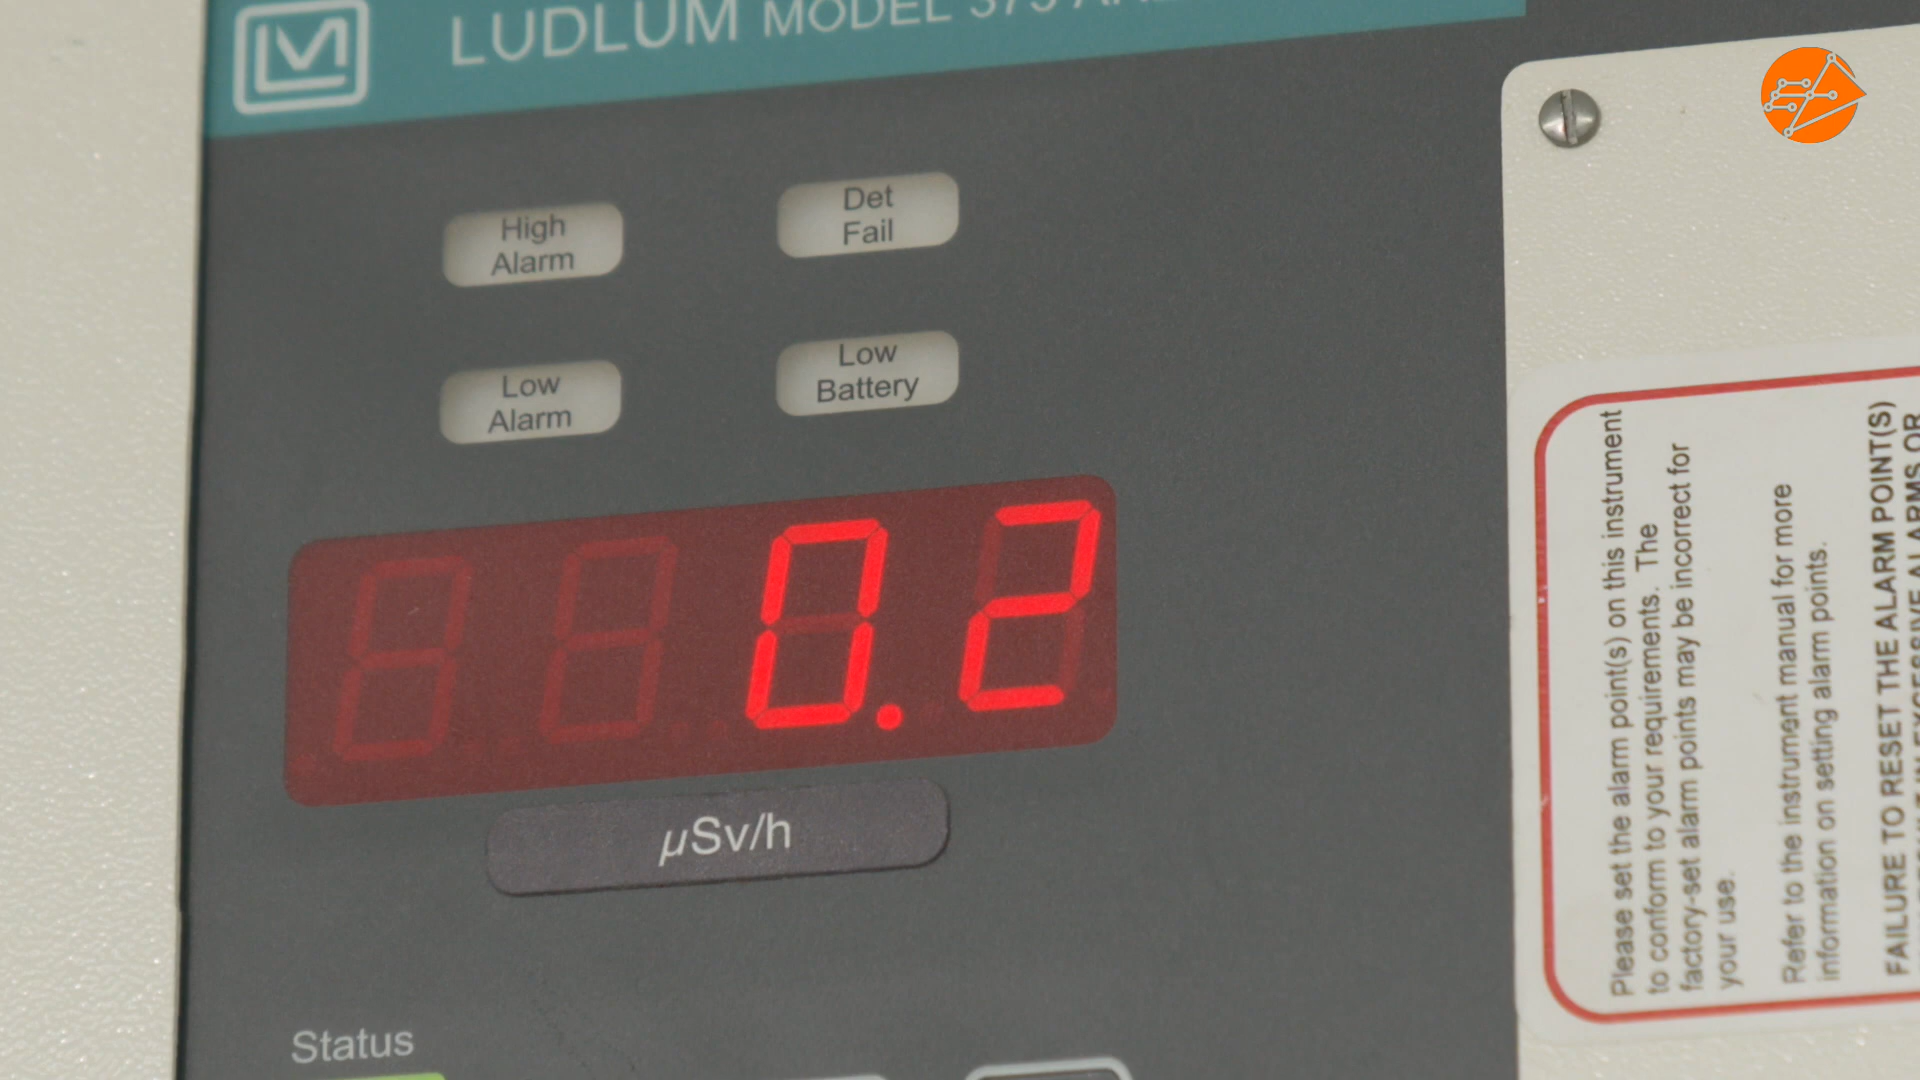 LUDLUM MODEL 375
High
Alarm
Det
Fail
Low
Alarm
Low
Battery
0.2
µSv/h
Status
Please set the alarm point(s) on this instrument
to conform to your requirements. The
factory-set alarm points may be incorrect for
your use.
Refer to the instrument manual for more
information on setting alarm points.
FAILURE TO RESET THE ALARM POINT(S)